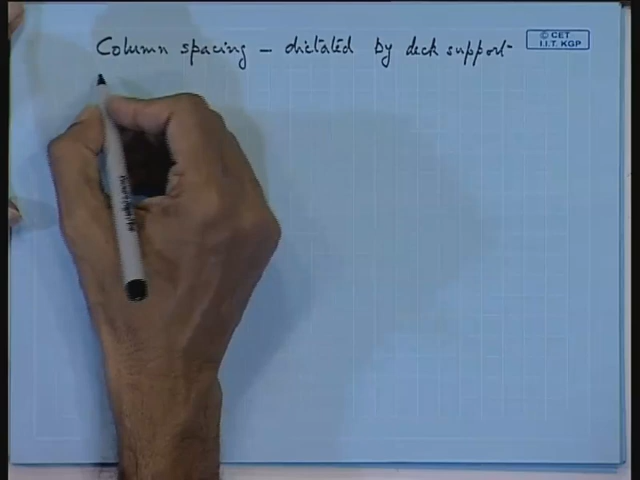 Column spacing – dictated by deck support
© CET
I.I.T. KGP